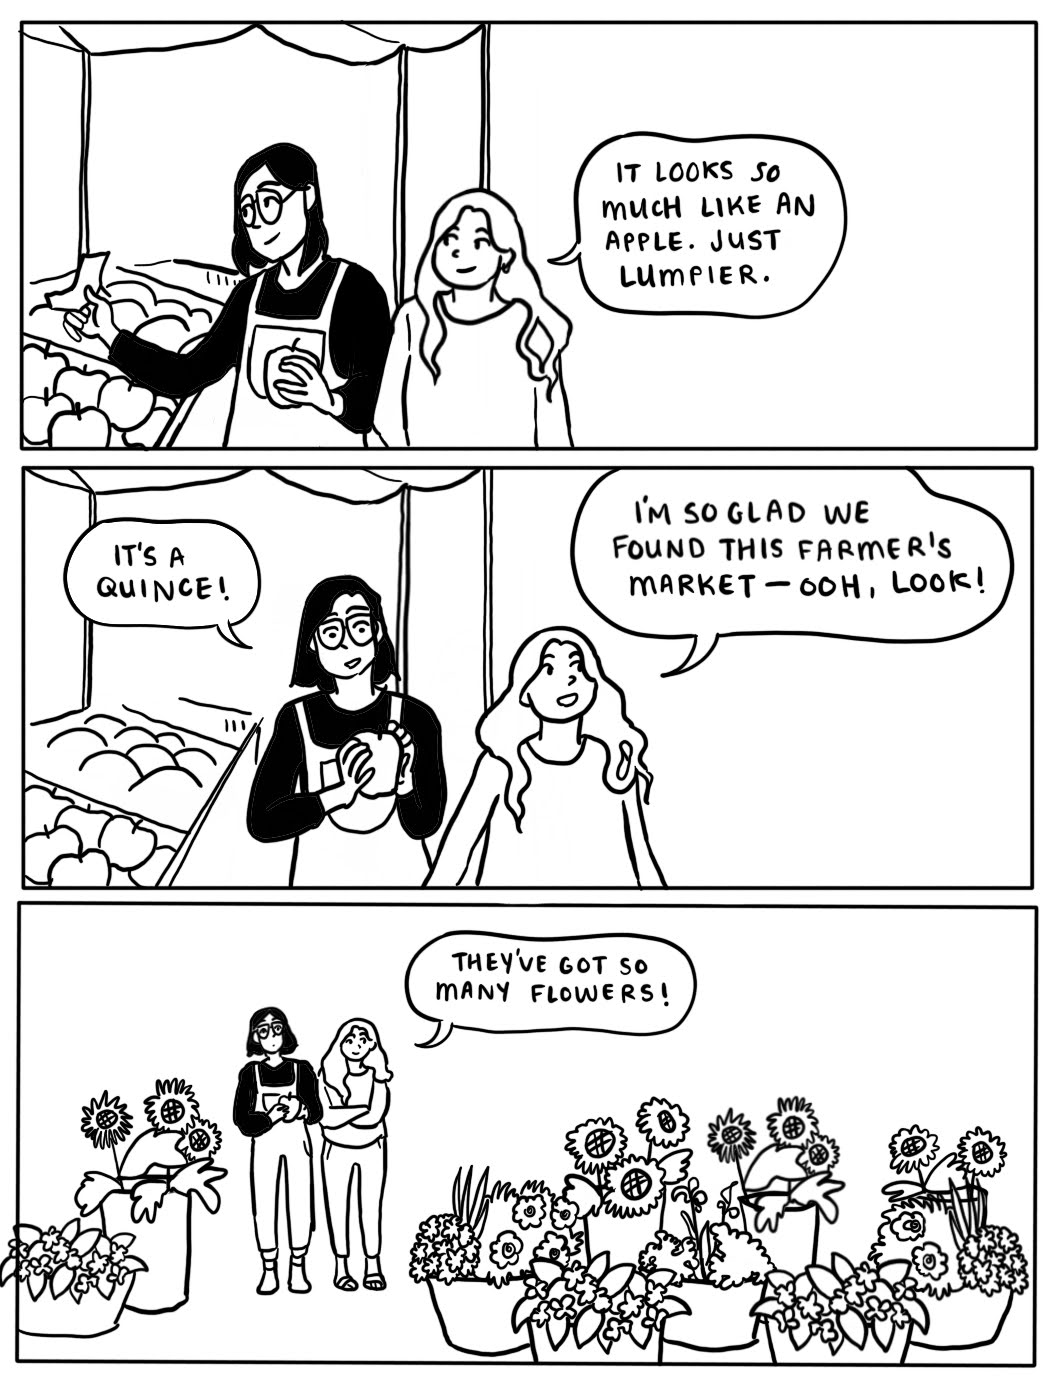 IT LOOKS SO
MUCH LIKE AN
APPLE. JUST
LUMPIER.
IT'S A
QUINCE!
I'M SO GLAD WE
FOUND THIS FARMER'S
MARKET — OOH, LOOK!
THEY'VE GOT SO
MANY FLOWERS!